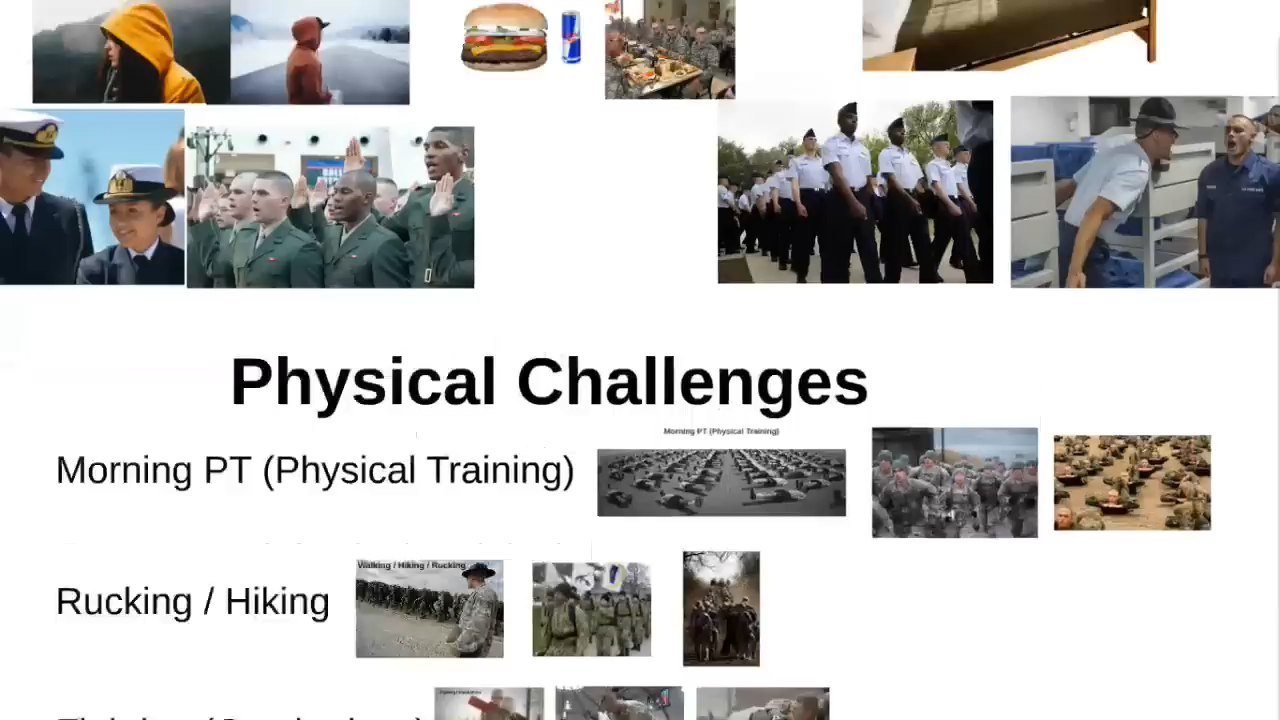 Physical Challenges
Morning PT (Physical Training)
Morning PT (Physical Training)
Walking / Hiking / Rucking
Rucking / Hiking